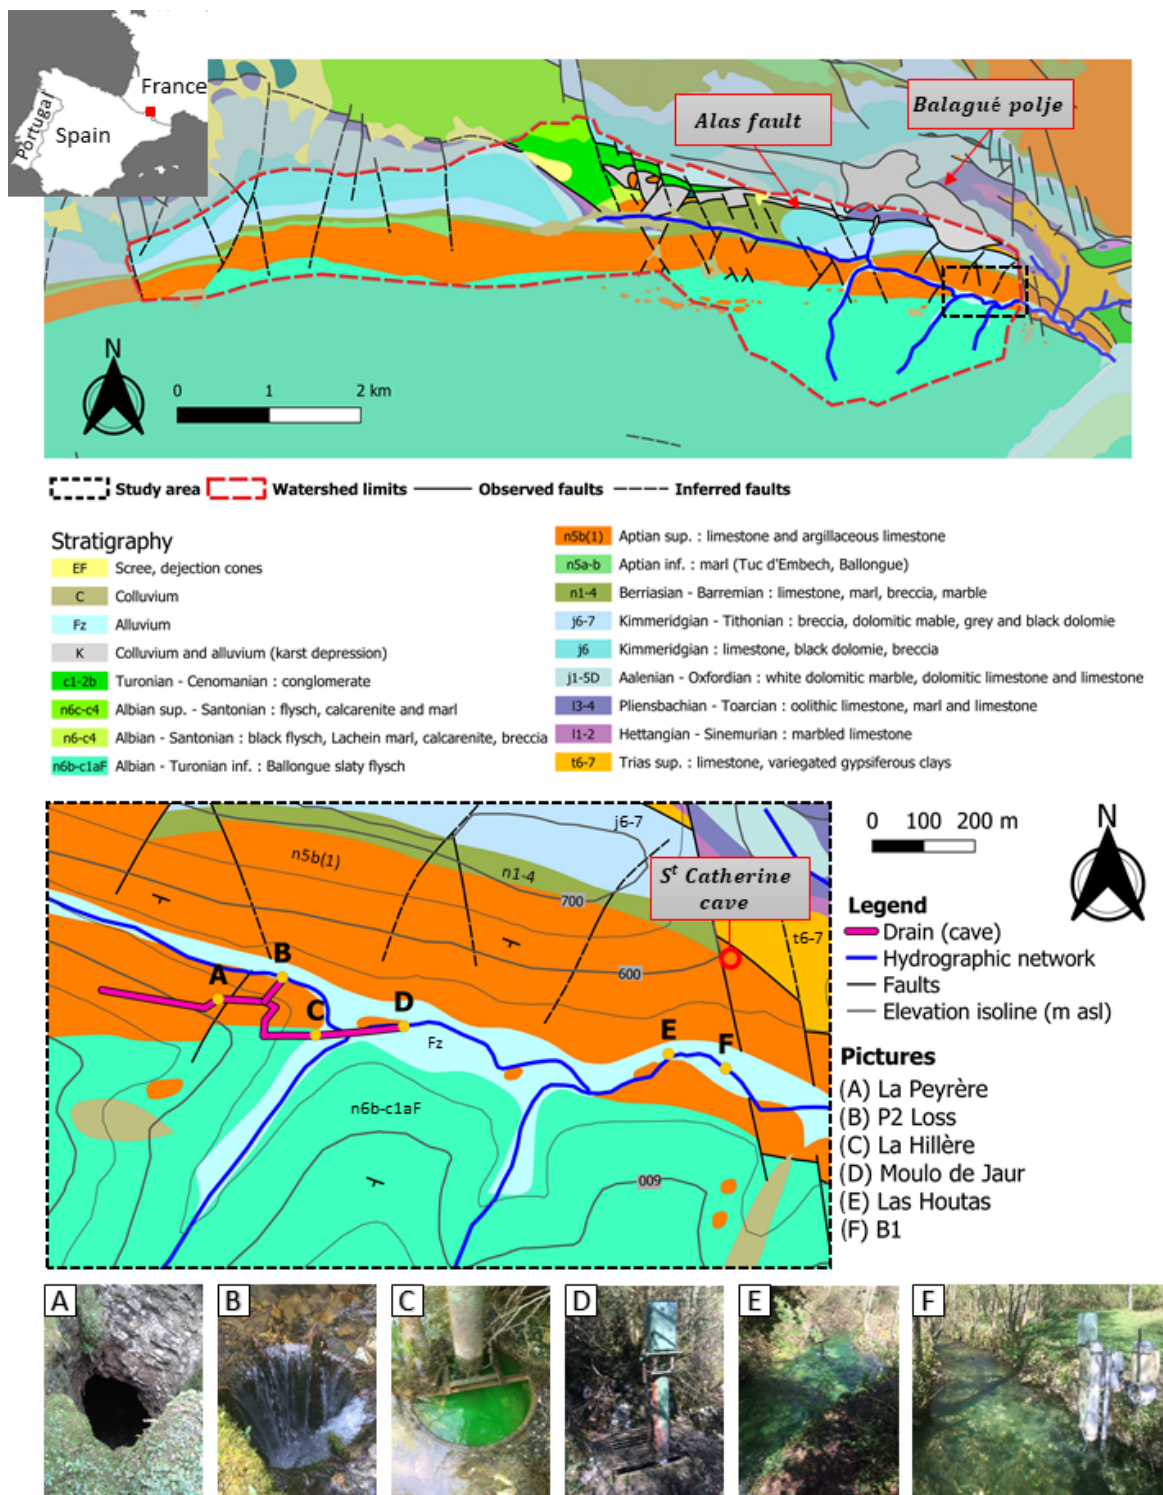 France
Portugal
Spain
Alas fault
Balagué polje
N
0 1 2 km
Study area Watershed limits Observed faults Inferred faults
Stratigraphy
EF Scree, dejection cones
C Colluvium
Fz Alluvium
K Colluvium and alluvium (karst depression)
c1-2b Turonian - Cenomanian : conglomerate
n6c-c4 Albian sup. - Santonian : flysch, calcarenite and marl
n6-c4 Albian - Santonian : black flysch, Lachein marl, calcarenite, breccia
n6b-c1aF Albian - Turonian inf. : Ballongue slaty flysch
n5b(1) Aptian sup. : limestone and argillaceous limestone
n5a-b Aptian inf. : marl (Tuc d'Embech, Ballongue)
n1-4 Berriasian - Barremian : limestone, marl, breccia, marble
j6-7 Kimmeridgian - Tithonian : breccia, dolomitic mable, grey and black dolomie
j6 Kimmeridgian : limestone, black dolomie, breccia
j1-5D Aalenian - Oxfordian : white dolomitic marble, dolomitic limestone and limestone
l3-4 Pliensbachian - Toarcian : oolithic limestone, marl and limestone
l1-2 Hettangian - Sinemurian : marbled limestone
t6-7 Trias sup. : limestone, variegated gypsiferous clays
j6-7
n5b(1)
n1-4
700
St Catherine
cave
t6-7
600
A
B
C
D
E
F
Fz
n6b-c1aF
600
0 100 200 m
N
Legend
Drain (cave)
Hydrographic network
Faults
Elevation isoline (m asl)
Pictures
(A) La Peyrère
(B) P2 Loss
(C) La Hillère
(D) Moulo de Jaur
(E) Las Houtas
(F) B1
A
B
C
D
E
F